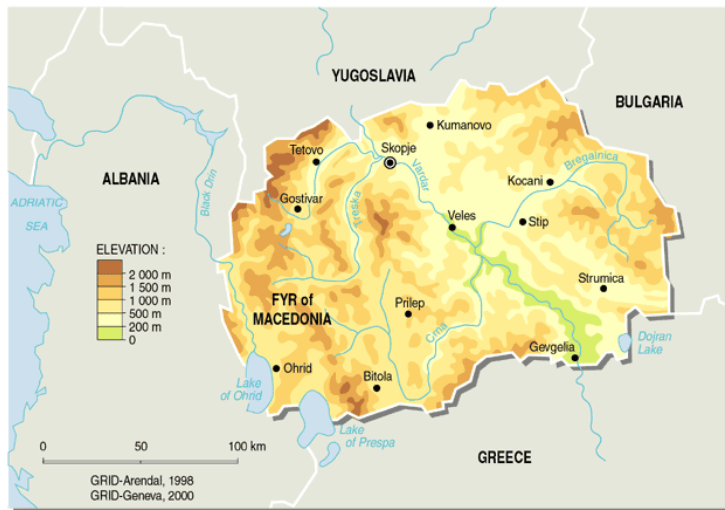 YUGOSLAVIA
BULGARIA
Kumanovo
Tetovo
Skopje
ALBANIA
Vardar
Bregalnica
Kocani
Black Drin
Treska
Gostivar
ADRIATIC
SEA
Veles
Stip
ELEVATION :
2 000 m
1 500 m
1 000 m
500 m
200 m
0
FYR of
MACEDONIA
Strumica
Prilep
Crna
Gevgelia
Dojran
Lake
Ohrid
Bitola
Lake
of Ohrid
Lake
of Prespa
0 50 100 km
GREECE
GRID-Arendal, 1998
GRID-Geneva, 2000